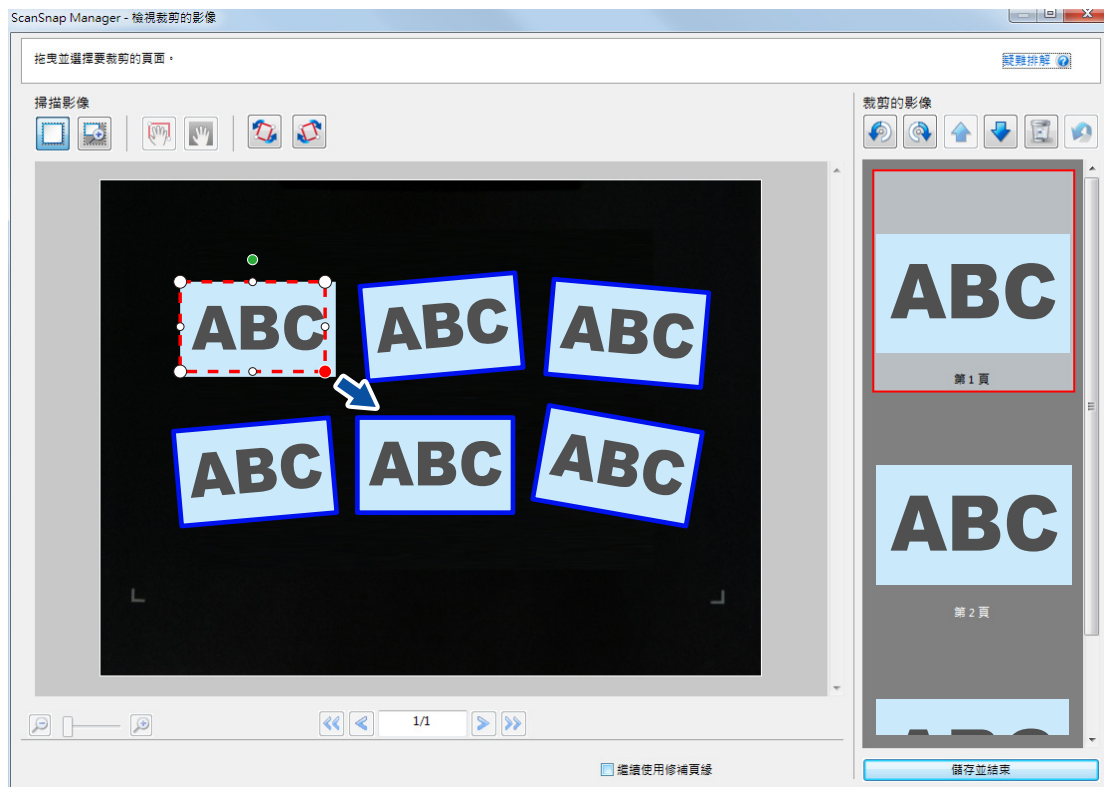 ScanSnap Manager - 檢視裁剪的影像
拖曳並選擇要裁剪的頁面。
疑難排解
掃描影像
裁剪的影像
ABC
ABC
ABC
ABC
ABC
ABC
ABC
第 1 頁
ABC
第 2 頁
1/1
繼續使用修補頁緣
儲存並結束